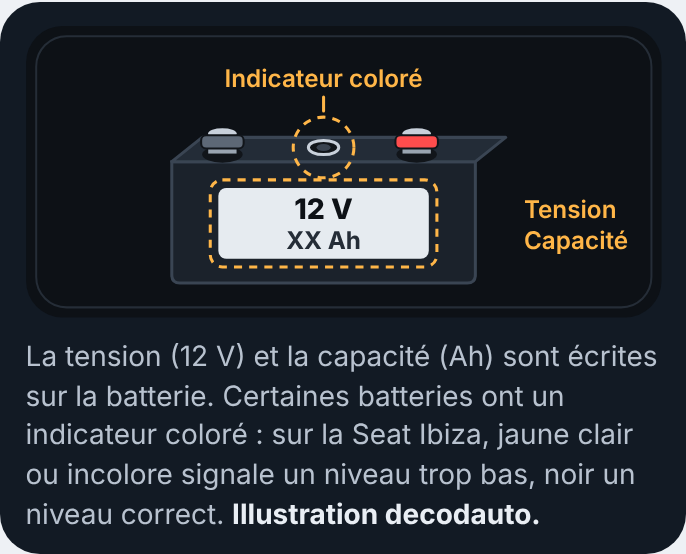 Indicateur coloré
12 V
XX Ah
Tension
Capacité
La tension (12 V) et la capacité (Ah) sont écrites
sur la batterie. Certaines batteries ont un
indicateur coloré : sur la Seat Ibiza, jaune clair
ou incolore signale un niveau trop bas, noir un
niveau correct. Illustration decodauto.